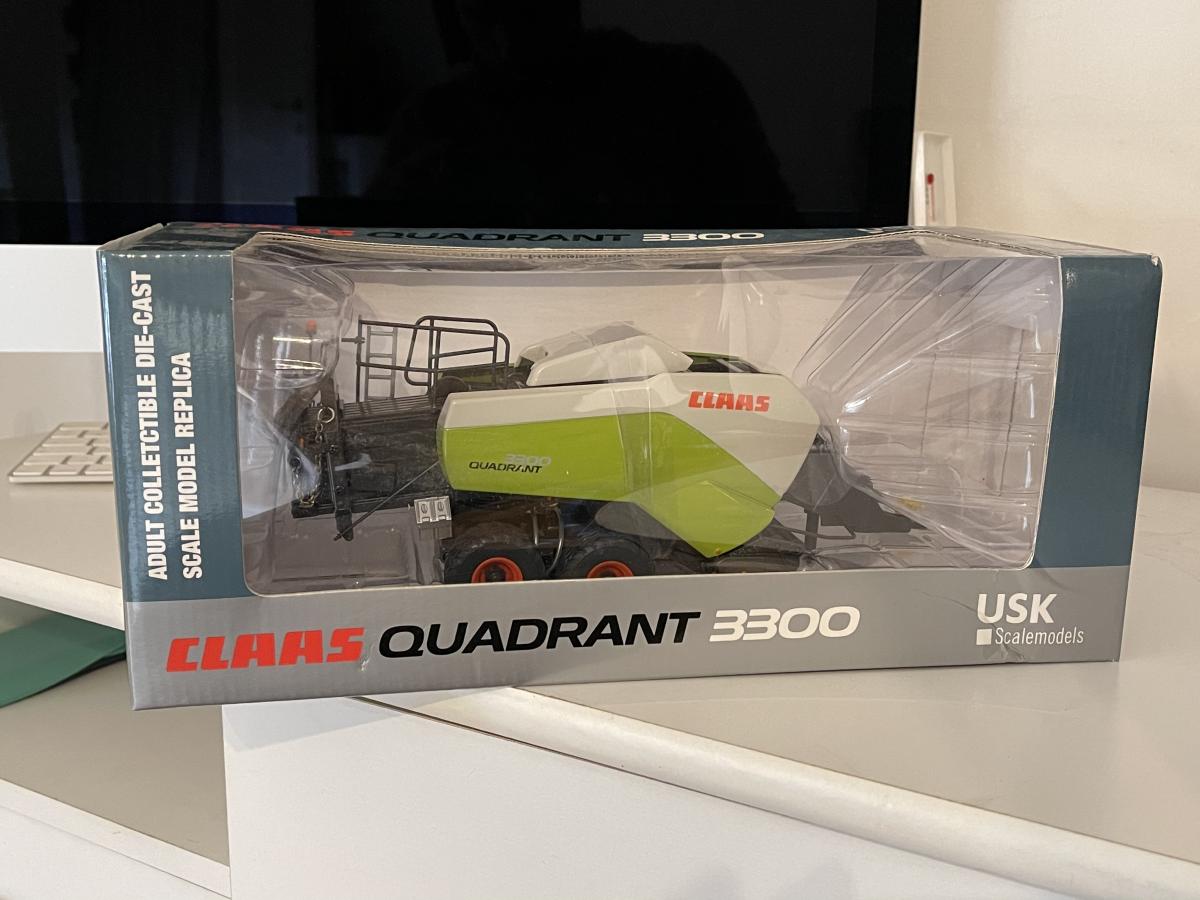 CLAAS QUADRANT 3300
ADULT COLLETCTIBLE DIE-CAST
SCALE MODEL REPLICA
CLAAS
3300
QUADRANT
CLAAS QUADRANT 3300
USK
Scalemodels